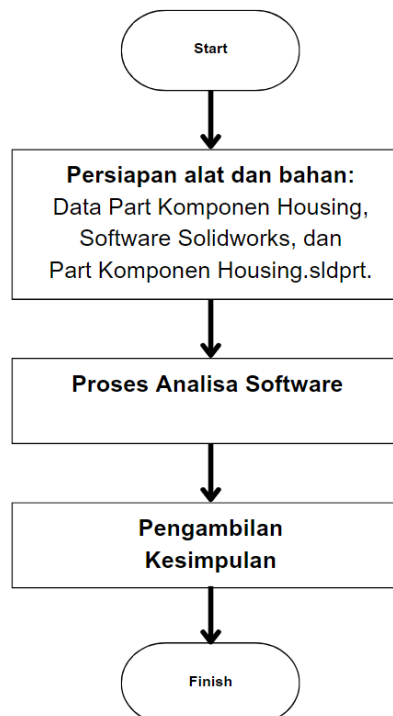 Start
Persiapan alat dan bahan:
Data Part Komponen Housing,
Software Solidworks, dan
Part Komponen Housing.sldprt.
Proses Analisa Software
Pengambilan
Kesimpulan
Finish